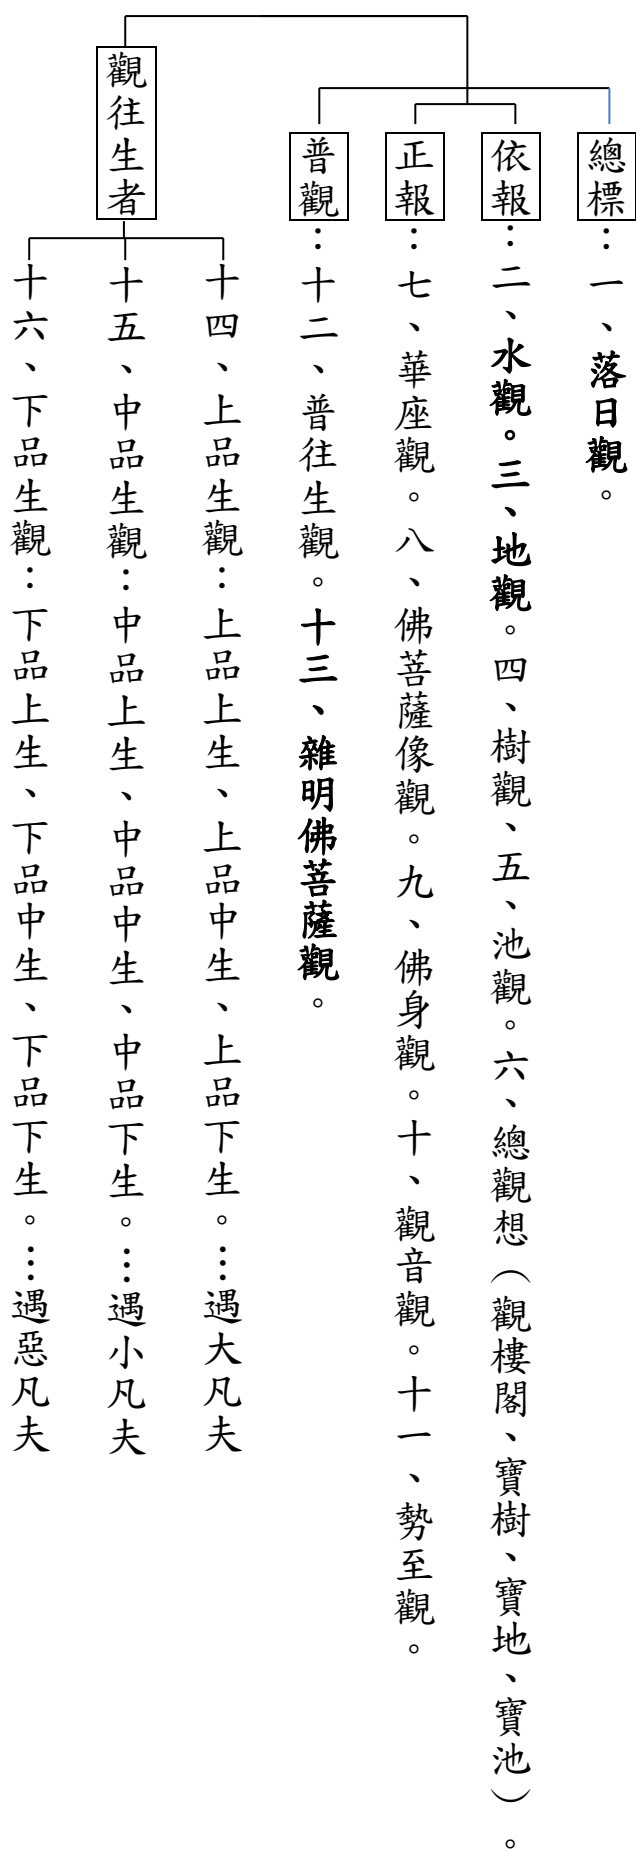 總標：一、落日觀。
依報：二、水觀。三、地觀。四、樹觀、五、池觀。六、總觀想（觀樓閣、寶樹、寶地、寶池）。
正報：七、華座觀。八、佛菩薩像觀。九、佛身觀。十、觀音觀。十一、勢至觀。
普觀：十二、普往生觀。十三、雜明佛菩薩觀。
觀往生者
十四、上品生觀：上品上生、上品中生、上品下生。…遇大凡夫
十五、中品生觀：中品上生、中品中生、中品下生。…遇小凡夫
十六、下品生觀：下品上生、下品中生、下品下生。…遇惡凡夫